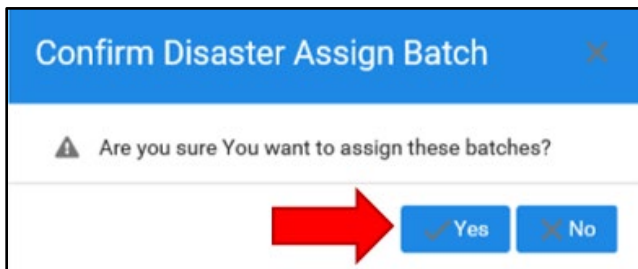 Confirm Disaster Assign Batch
Are you sure You want to assign these batches?
Yes No